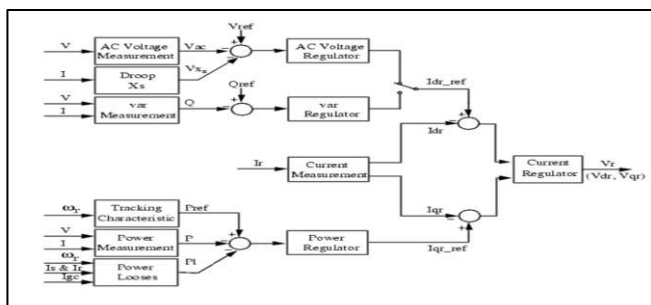 Vref
V
AC Voltage
Measurement
Vac
AC Voltage
Regulator
I
Droop
Xs
Vxs
Idr_ref
V
I
var
Measurement
Q
Qref
var
Regulator
Idr
Ir
Current
Measurement
Current
Regulator
Vr
(Vdr, Vqr)
ωr
Tracking
Characteristic
Pref
Iqr
V
I
Power
Measurement
P
Power
Regulator
Iqr_ref
ωr
Is & Ir
Igc
Power
Looses
Pl